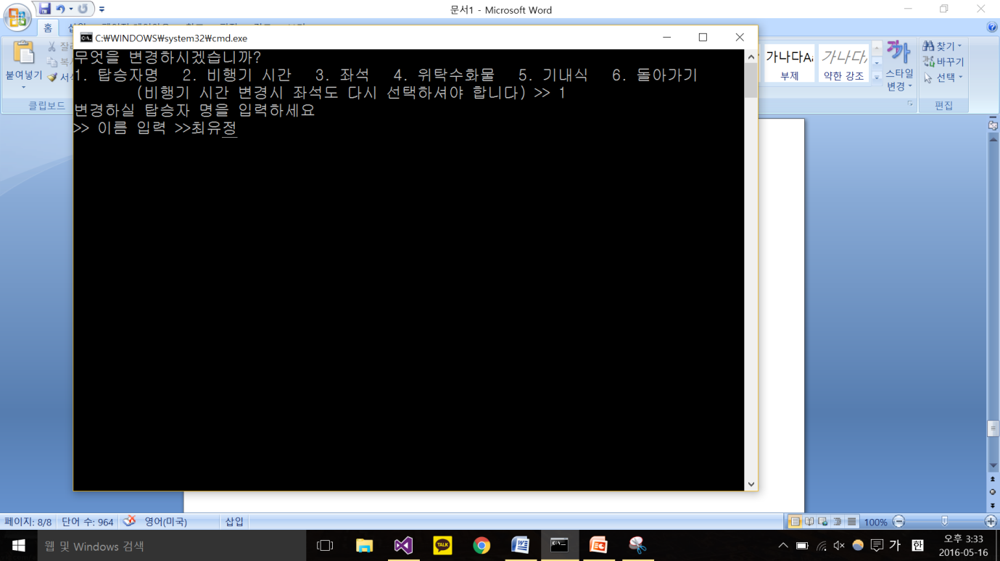 문서1 - Microsoft Word
홈
C:₩WINDOWS₩system32₩cmd.exe
붙여넣기
클립보드
무엇을 변경하시겠습니까?
1. 탑승자명 2. 비행기 시간 3. 좌석 4. 위탁수화물 5. 기내식 6. 돌아가기
(비행기 시간 변경시 좌석도 다시 선택하셔야 합니다) >> 1
변경하실 탑승자 명을 입력하세요
>> 이름 입력 >>최유정
가나다Aa
부제
가나다
약한 강조
가가
스타일
변경
찾기
바꾸기
선택
편집
페이지: 8/8 단어 수: 964 영어(미국) 삽입
100%
웹 및 Windows 검색
TALK
가 한
오후 3:33
2016-05-16